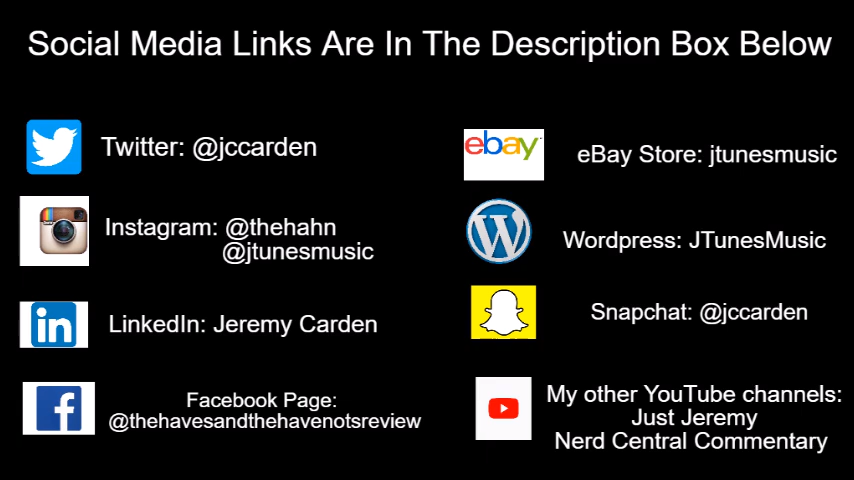 Social Media Links Are In The Description Box Below
Twitter: @jccarden
Instagram: @thehahn
@jtunesmusic
in
LinkedIn: Jeremy Carden
f
Facebook Page:
@thehavesandthehavenotsreview
ebay
eBay Store: jtunesmusic
W
Wordpress: JTunesMusic
Snapchat: @jccarden
My other YouTube channels:
Just Jeremy
Nerd Central Commentary